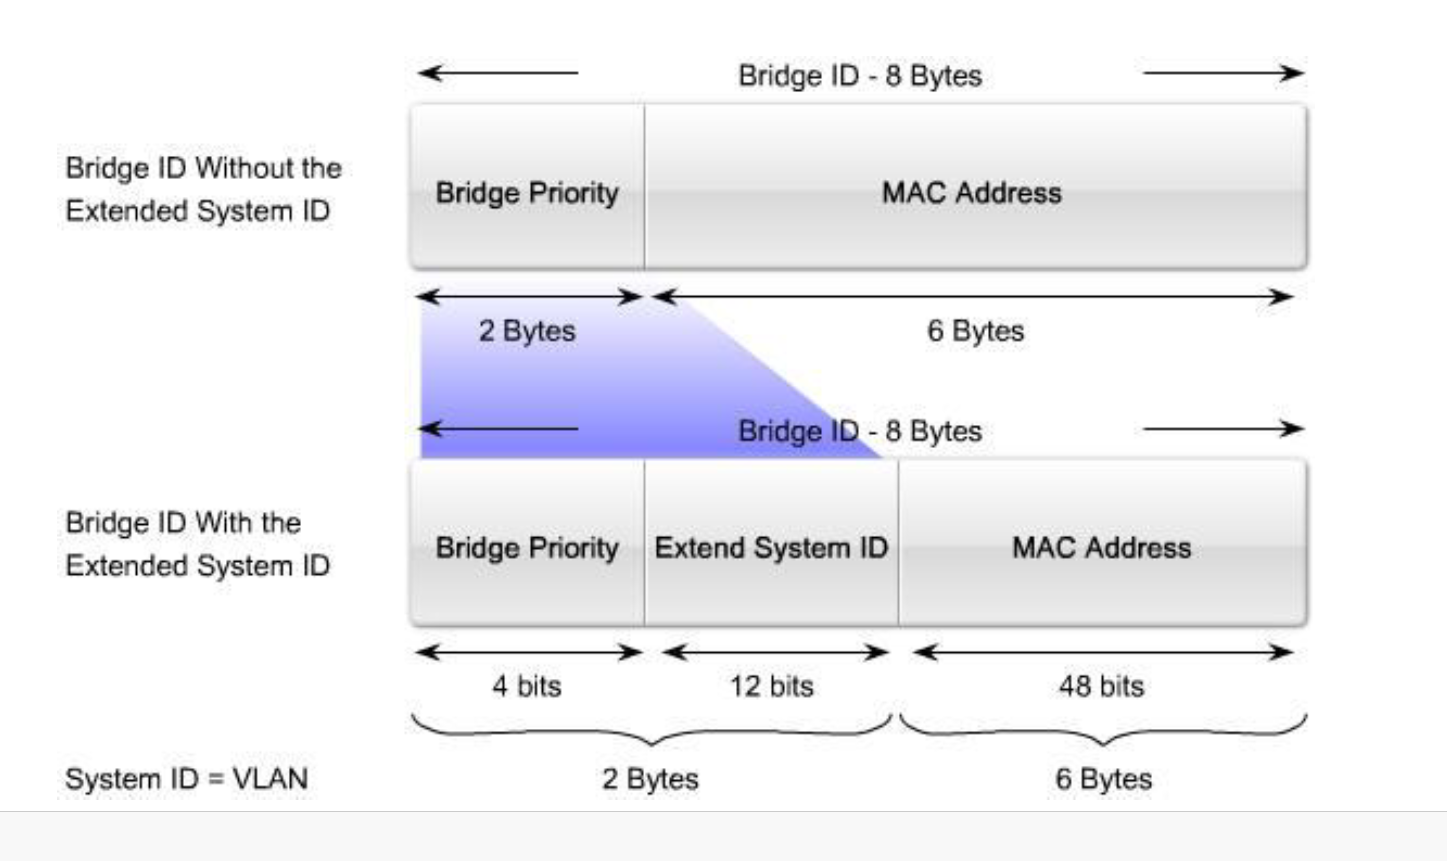 Bridge ID - 8 Bytes
Bridge ID Without the
Extended System ID
Bridge Priority
MAC Address
2 Bytes
6 Bytes
Bridge ID - 8 Bytes
Bridge ID With the
Extended System ID
Bridge Priority
Extend System ID
MAC Address
4 bits
12 bits
48 bits
System ID = VLAN
2 Bytes
6 Bytes